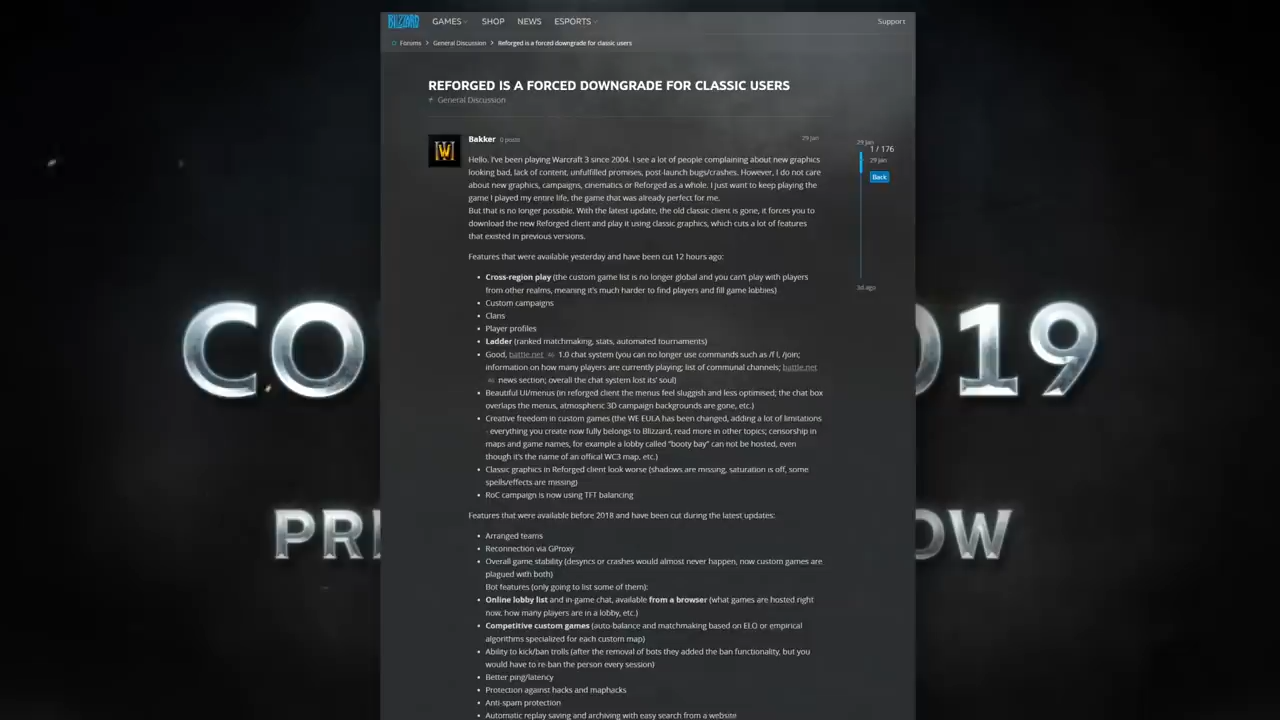 BLIZZARD GAMES SHOP NEWS ESPORTS Support
Forums > General Discussion > Reforged is a forced downgrade for classic users
REFORGED IS A FORCED DOWNGRADE FOR CLASSIC USERS
General Discussion
Bakker 0 posts 29 Jan
Hello. I've been playing Warcraft 3 since 2004. I see a lot of people complaining about new graphics
looking bad, lack of content, unfulfilled promises, post-launch bugs/crashes. However, I do not care
about new graphics, campaigns, cinematics or Reforged as a whole. I just want to keep playing the
game I played my entire life, the game that was already perfect for me.
But that is no longer possible. With the latest update, the old classic client is gone, it forces you to
download the new Reforged client and play it using classic graphics, which cuts a lot of features
that existed in previous versions.
Features that were available yesterday and have been cut 12 hours ago:
• Cross-region play (the custom game list is no longer global and you can't play with players
from other realms, meaning it's much harder to find players and fill game lobbies)
• Custom campaigns
• Clans
• Player profiles
• Ladder (ranked matchmaking, stats, automated tournaments)
• Good, battle.net 1.0 chat system (you can no longer use commands such as /f l, /join;
information on how many players are currently playing; list of communal channels; battle.net
news section; overall the chat system lost its' soul)
• Beautiful UI/menus (in reforged client the menus feel sluggish and less optimised; the chat box
overlaps the menus, atmospheric 3D campaign backgrounds are gone, etc.)
• Creative freedom in custom games (the WE EULA has been changed, adding a lot of limitations
- everything you create now fully belongs to Blizzard, read more in other topics; censorship in
maps and game names, for example a lobby called "booty bay" can not be hosted, even
though it's the name of an offical WC3 map, etc.)
• Classic graphics in Reforged client look worse (shadows are missing, saturation is off, some
spells/effects are missing)
• RoC campaign is now using TFT balancing
Features that were available before 2018 and have been cut during the latest updates:
• Arranged teams
• Reconnection via GProxy
• Overall game stability (desyncs or crashes would almost never happen, now custom games are
plagued with both)
Bot features (only going to list some of them):
• Online lobby list and in-game chat, available from a browser (what games are hosted right
now, how many players are in a lobby, etc.)
• Competitive custom games (auto-balance and matchmaking based on ELO or empirical
algorithms specialized for each custom map)
• Ability to kick/ban trolls (after the removal of bots they added the ban functionality, but you
would have to re-ban the person every session)
• Better ping/latency
• Protection against hacks and maphacks
• Anti-spam protection
• Automatic replay saving and archiving with easy search from a website
29 Jan
1 / 176
29 Jan
Back
3d ago
CO 019
PRE OW